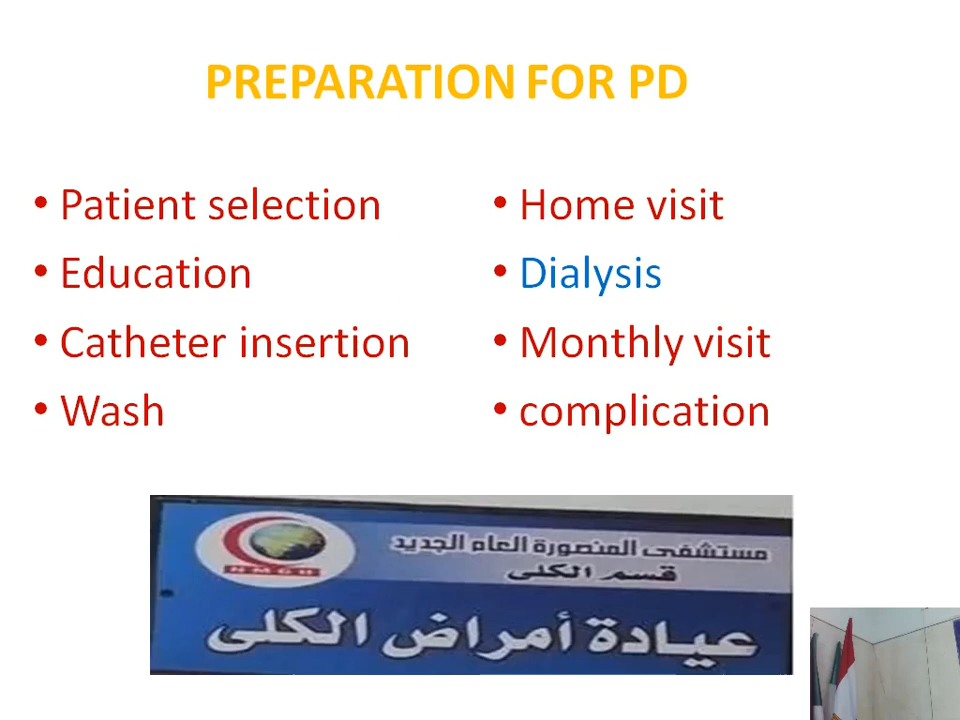 PREPARATION FOR PD
• Patient selection
• Education
• Catheter insertion
• Wash
• Home visit
• Dialysis
• Monthly visit
• complication
مستشفى المنصورة العام الجديد
قسم الكلى
NMGH
عيادة أمراض الكلى